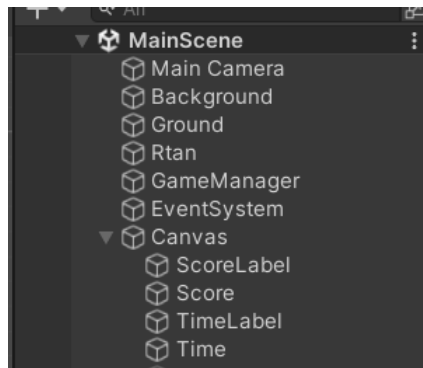 All
MainScene
Main Camera
Background
Ground
Rtan
GameManager
EventSystem
Canvas
ScoreLabel
Score
TimeLabel
Time